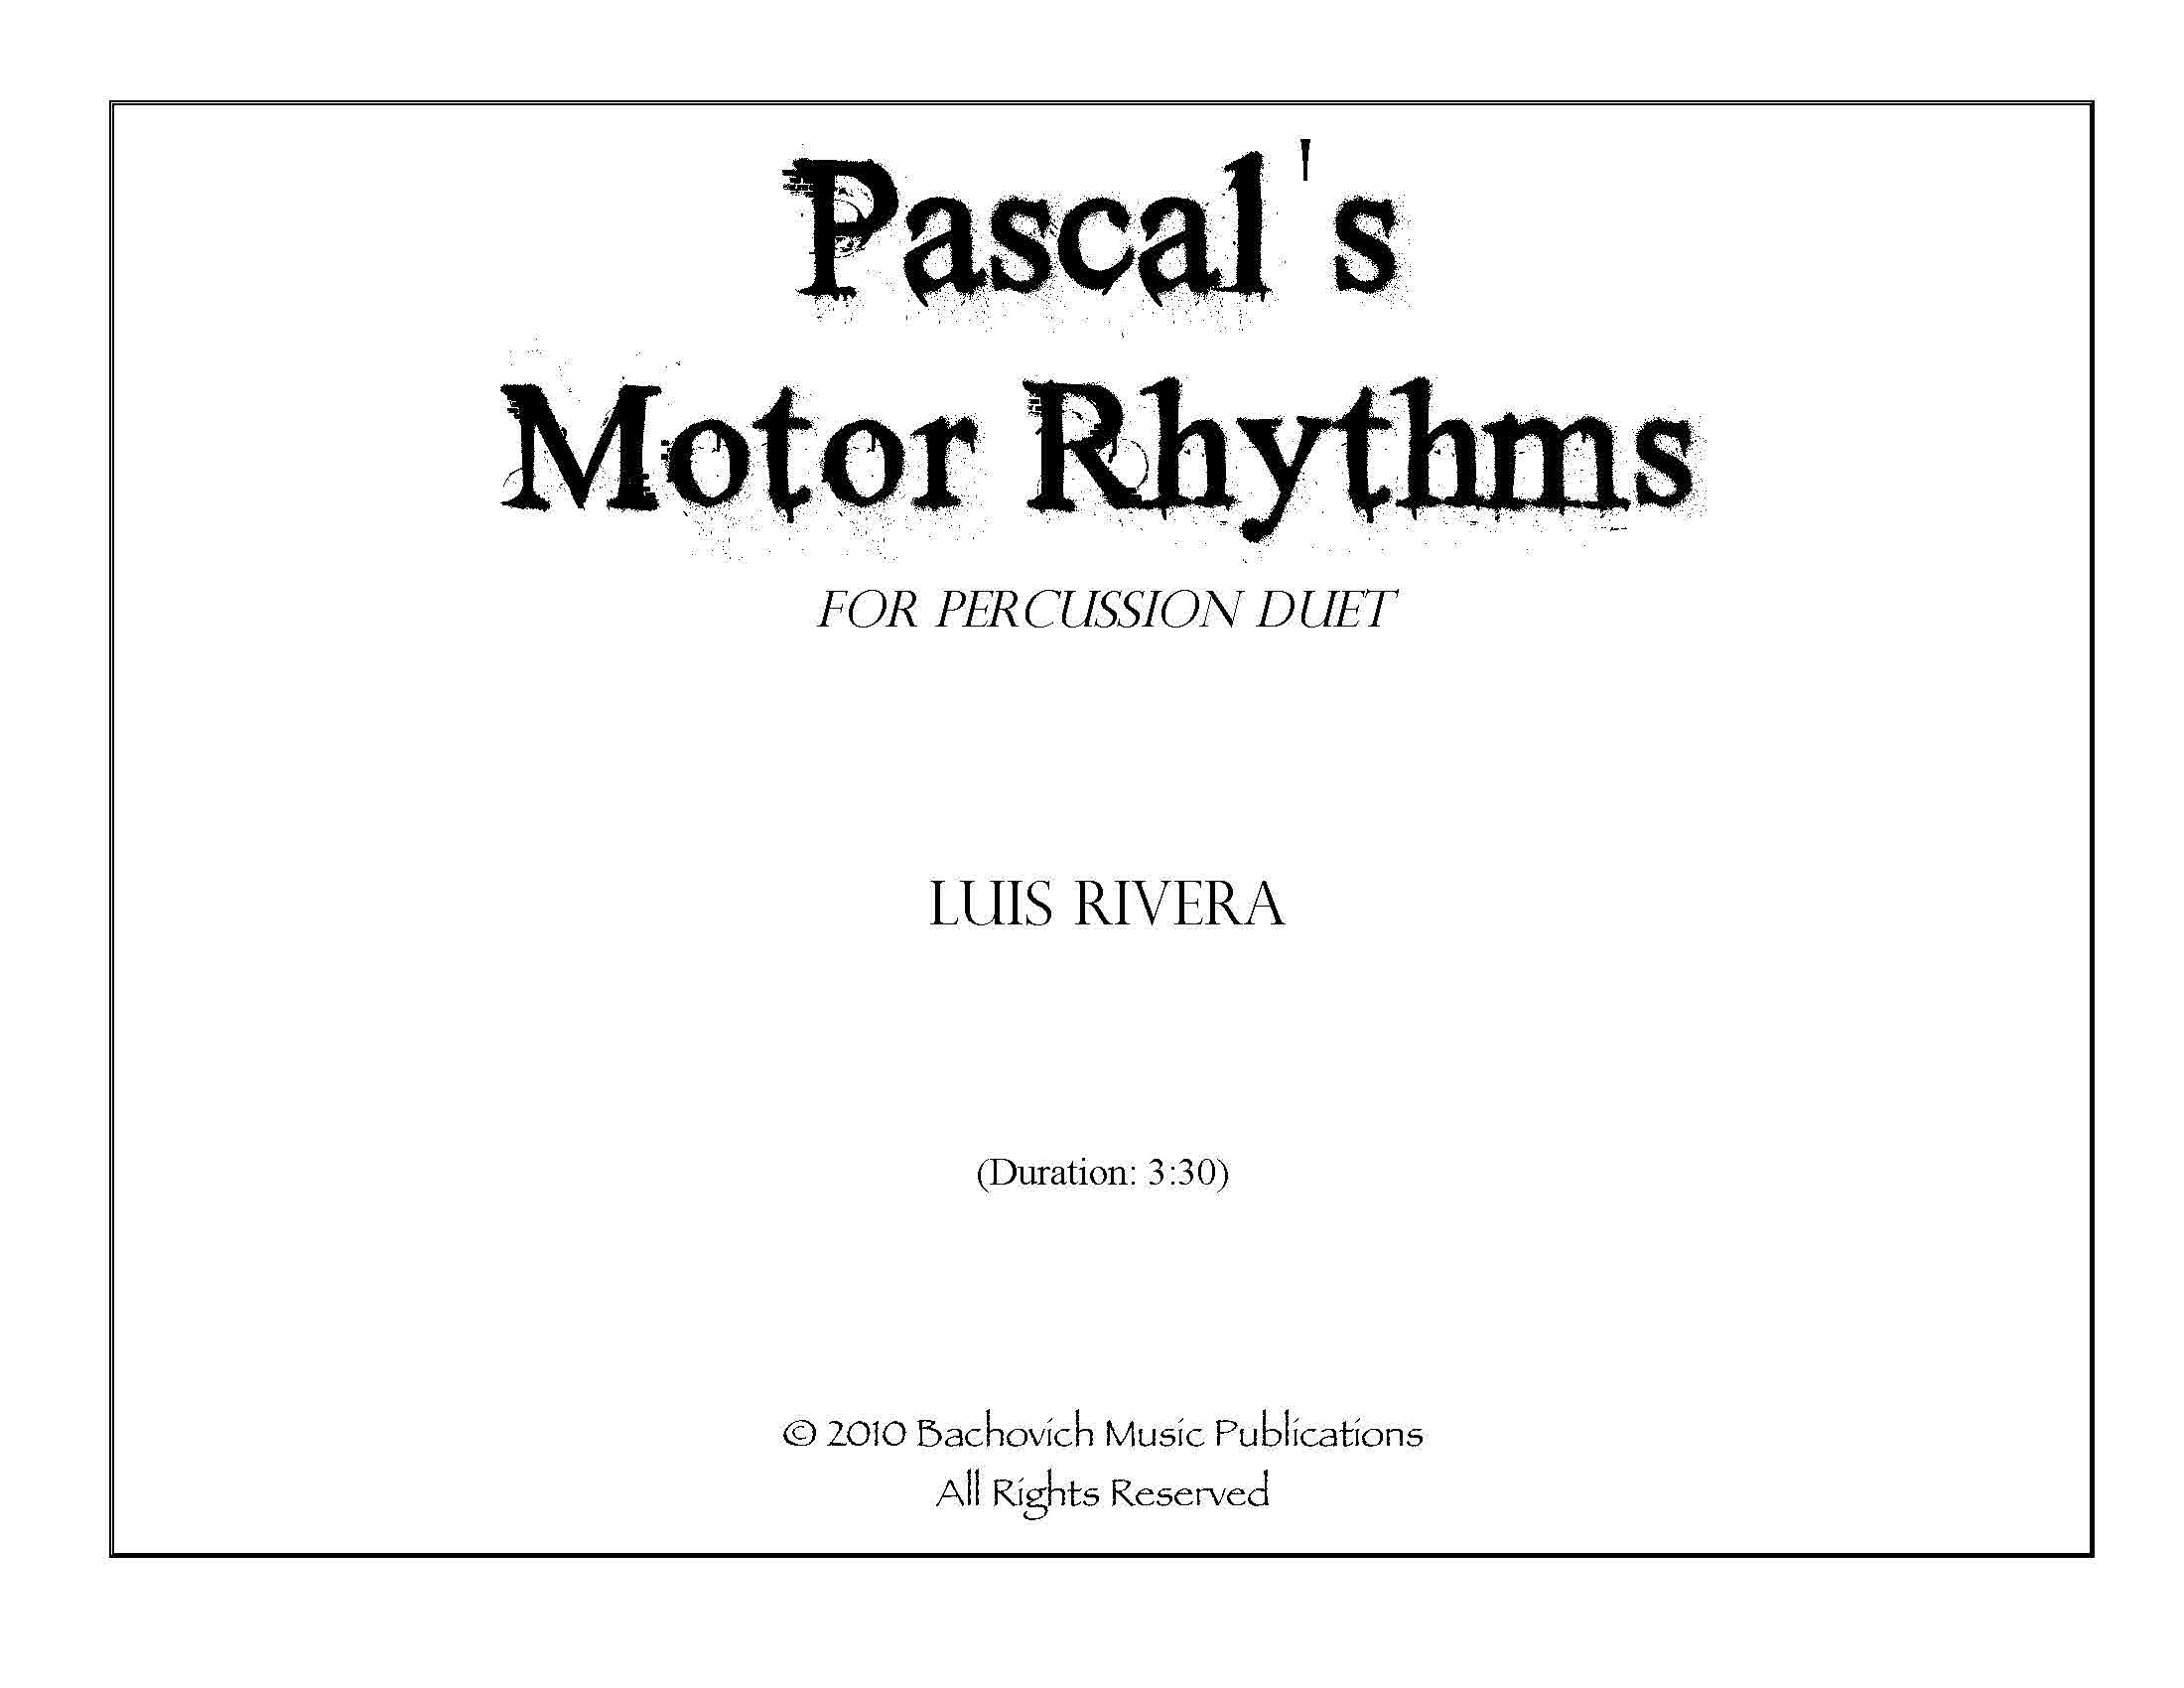 Pascal's
Motor Rhythms
FOR PERCUSSION DUET
LUIS RIVERA
(Duration: 3:30)
© 2010 Bachovich Music Publications
All Rights Reserved